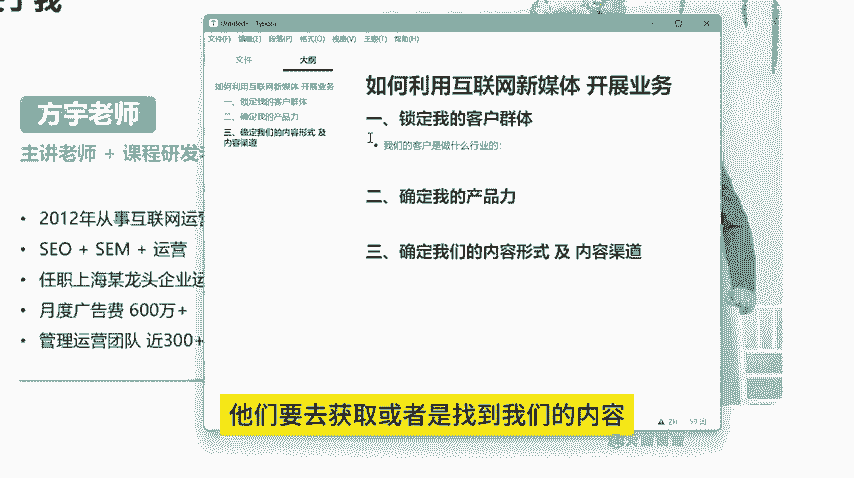 方宇老师
主讲老师 + 课程研发
• 2012年从事互联网运营
• SEO + SEM + 运营
• 任职上海某龙头企业运
• 月度广告费 600万+
• 管理运营团队 近300+
文件(F) 编辑(E) 段落(P) 格式(O) 视图(V) 主题(T) 帮助(H)
文件 大纲
如何利用互联网新媒体 开展业务
一、锁定我的客户群体
二、确定我的产品力
三、确定我们的内容形式 及
内容渠道
如何利用互联网新媒体 开展业务
一、锁定我的客户群体
• 我们的客户是做什么行业的：
二、确定我的产品力
三、确定我们的内容形式 及 内容渠道
他们要去获取或者是找到我们的内容